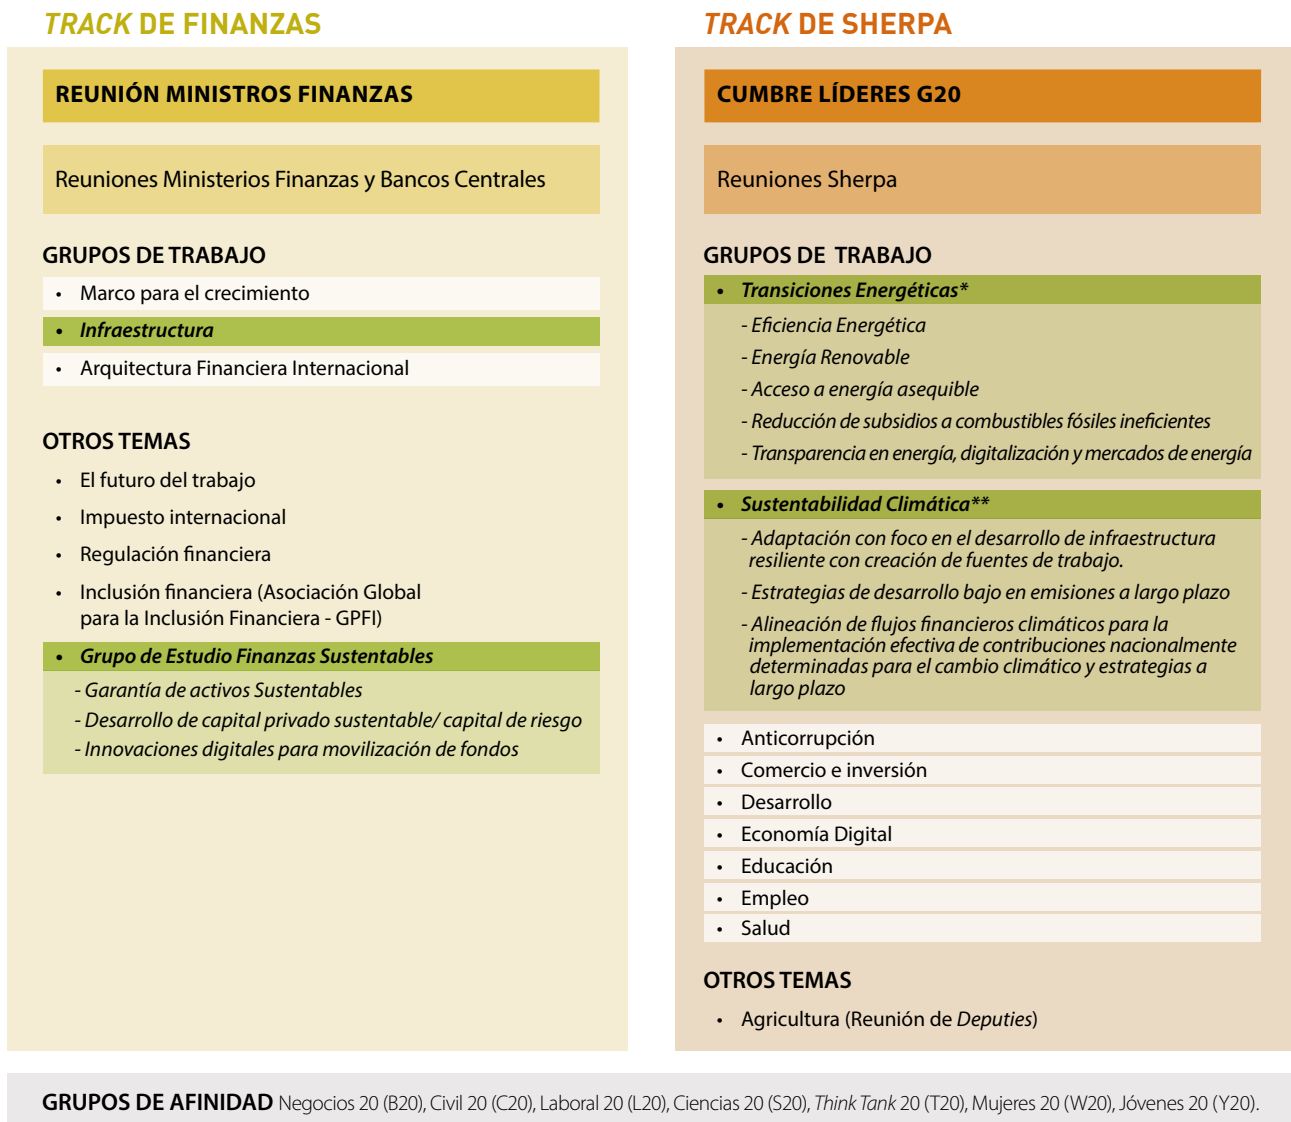 TRACK DE FINANZAS
REUNIÓN MINISTROS FINANZAS
Reuniones Ministerios Finanzas y Bancos Centrales
GRUPOS DE TRABAJO
• Marco para el crecimiento
• Infraestructura
• Arquitectura Financiera Internacional
OTROS TEMAS
• El futuro del trabajo
• Impuesto internacional
• Regulación financiera
• Inclusión financiera (Asociación Global
para la Inclusión Financiera - GPFI)
• Grupo de Estudio Finanzas Sustentables
- Garantía de activos Sustentables
- Desarrollo de capital privado sustentable/ capital de riesgo
- Innovaciones digitales para movilización de fondos
TRACK DE SHERPA
CUMBRE LÍDERES G20
Reuniones Sherpa
GRUPOS DE TRABAJO
• Transiciones Energéticas*
- Eficiencia Energética
- Energía Renovable
- Acceso a energía asequible
- Reducción de subsidios a combustibles fósiles ineficientes
- Transparencia en energía, digitalización y mercados de energía
• Sustentabilidad Climática**
- Adaptación con foco en el desarrollo de infraestructura
resiliente con creación de fuentes de trabajo.
- Estrategias de desarrollo bajo en emisiones a largo plazo
- Alineación de flujos financieros climáticos para la
implementación efectiva de contribuciones nacionalmente
determinadas para el cambio climático y estrategias a
largo plazo
• Anticorrupción
• Comercio e inversión
• Desarrollo
• Economía Digital
• Educación
• Empleo
• Salud
OTROS TEMAS
• Agricultura (Reunión de Deputies)
GRUPOS DE AFINIDAD Negocios 20 (B20), Civil 20 (C20), Laboral 20 (L20), Ciencias 20 (S20), Think Tank 20 (T20), Mujeres 20 (W20), Jóvenes 20 (Y20).